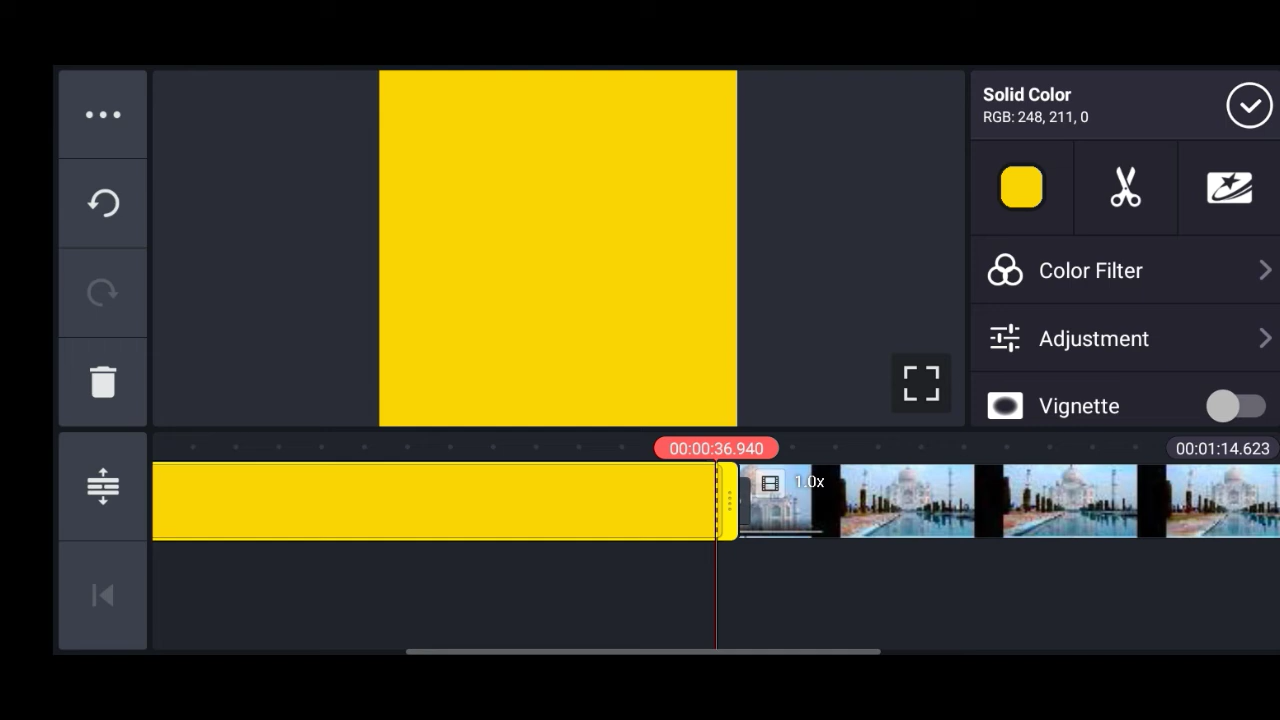 Solid Color
RGB: 248, 211, 0
Color Filter
Adjustment
Vignette
00:00:36.940
00:01:14.623
1.0x